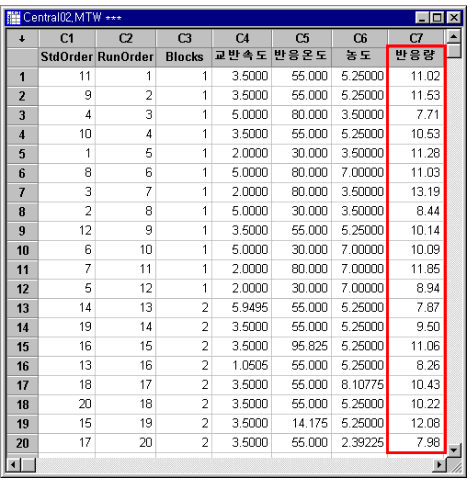 Central02.MTW ***
↓ C1 C2 C3 C4 C5 C6 C7
StdOrder RunOrder Blocks 교반속도 반응온도 농도 반응량
1 11 1 1 3.5000 55.000 5.25000 11.02
2 9 2 1 3.5000 55.000 5.25000 11.53
3 4 3 1 5.0000 80.000 3.50000 7.71
4 10 4 1 3.5000 55.000 5.25000 10.53
5 1 5 1 2.0000 30.000 3.50000 11.28
6 8 6 1 5.0000 80.000 7.00000 11.03
7 3 7 1 2.0000 80.000 3.50000 13.19
8 2 8 1 5.0000 30.000 3.50000 8.44
9 12 9 1 3.5000 55.000 5.25000 10.14
10 6 10 1 5.0000 30.000 7.00000 10.09
11 7 11 1 2.0000 80.000 7.00000 11.85
12 5 12 1 2.0000 30.000 7.00000 8.94
13 14 13 2 5.9495 55.000 5.25000 7.87
14 19 14 2 3.5000 55.000 5.25000 9.50
15 16 15 2 3.5000 95.825 5.25000 11.06
16 13 16 2 1.0505 55.000 5.25000 8.26
17 18 17 2 3.5000 55.000 8.10775 10.43
18 20 18 2 3.5000 55.000 5.25000 10.22
19 15 19 2 3.5000 14.175 5.25000 12.08
20 17 20 2 3.5000 55.000 2.39225 7.98